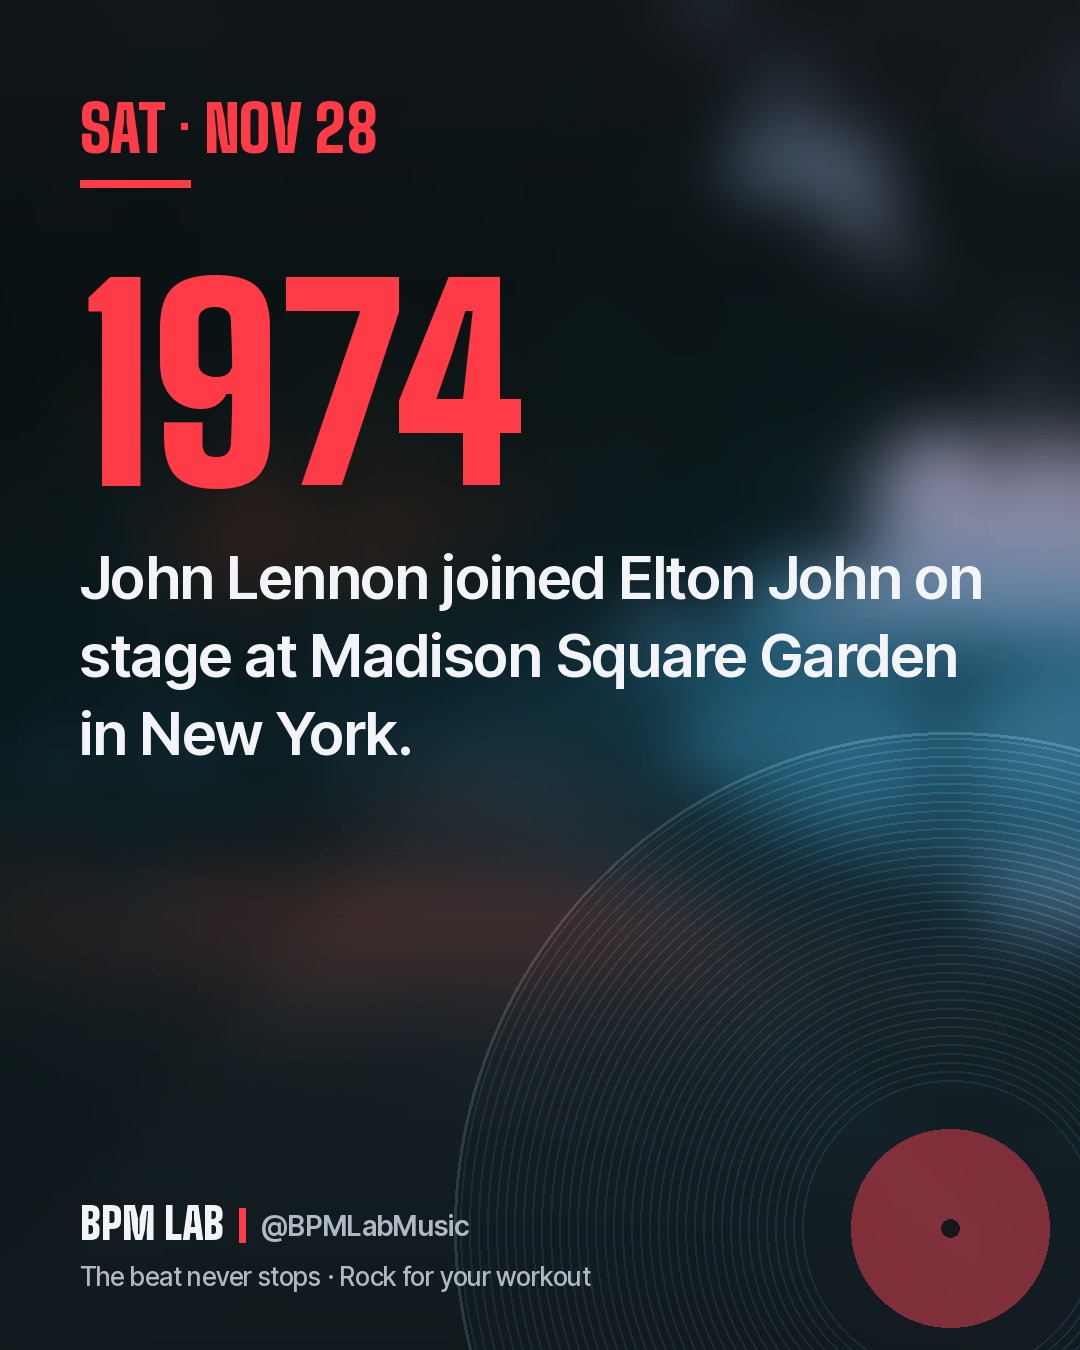 SAT · NOV 28
1974
John Lennon joined Elton John on
stage at Madison Square Garden
in New York.
BPM LAB | @BPMLabMusic
The beat never stops · Rock for your workout